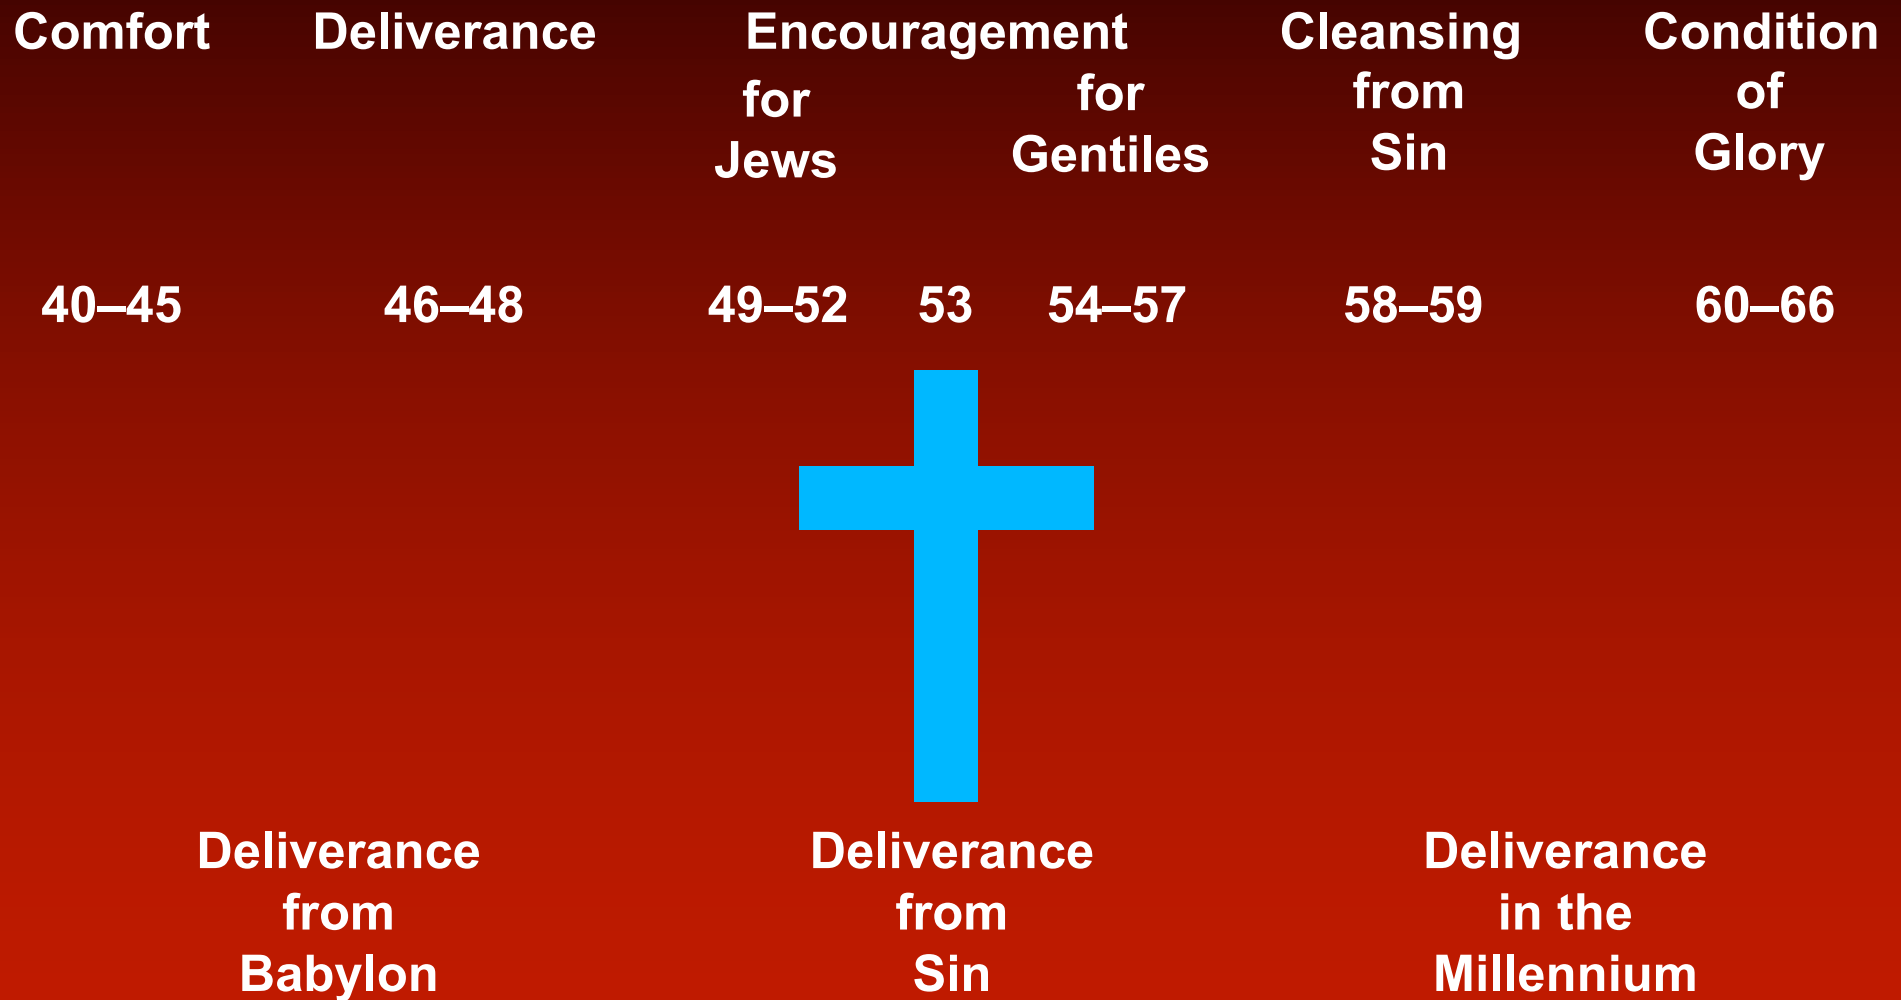 Comfort Deliverance Encouragement Cleansing Condition
for for from of
Jews Gentiles Sin Glory
40–45 46–48 49–52 53 54–57 58–59 60–66
Deliverance Deliverance Deliverance
from from in the
Babylon Sin Millennium